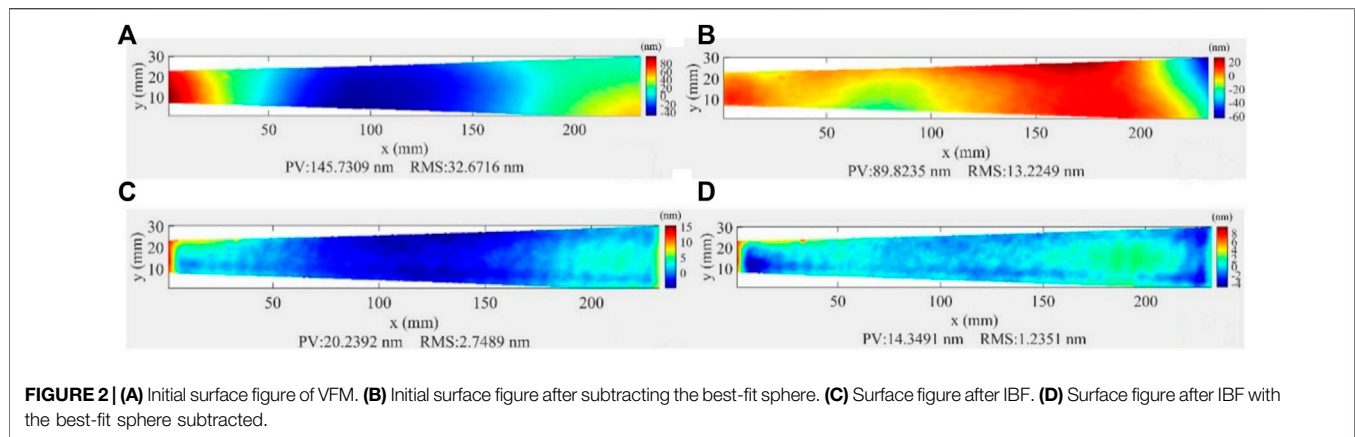 A
(nm)
30
20
10
y (mm)
80
60
40
20
0
-20
-40
50 100 150 200
x (mm)
PV:145.7309 nm RMS:32.6716 nm
B
(nm)
30
20
10
y (mm)
20
0
-20
-40
-60
50 100 150 200
x (mm)
PV:89.8235 nm RMS:13.2249 nm
C
(nm)
30
20
10
y (mm)
15
10
5
0
50 100 150 200
x (mm)
PV:20.2392 nm RMS:2.7489 nm
D
(nm)
30
20
10
y (mm)
50 100 150 200
x (mm)
PV:14.3491 nm RMS:1.2351 nm
FIGURE 2 | (A) Initial surface figure of VFM. (B) Initial surface figure after subtracting the best-fit sphere. (C) Surface figure after IBF. (D) Surface figure after IBF with
the best-fit sphere subtracted.